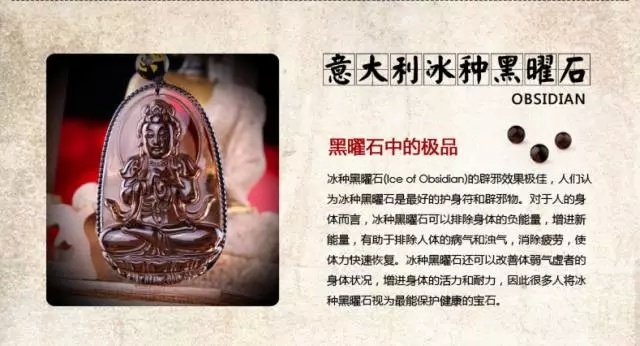 意大利冰种黑曜石
OBSIDIAN
黑曜石中的极品
冰种黑曜石(Ice of Obsidian)的辟邪效果极佳，人们认
为冰种黑曜石是最好的护身符和辟邪物。对于人的身
体而言，冰种黑曜石可以排除身体的负能量，增进新
能量，有助于排除人体的病气和浊气，消除疲劳，使
体力快速恢复。冰种黑曜石还可以改善体弱气虚者的
身体状况，增进身体的活力和耐力，因此很多人将冰
种黑曜石视为最能保护健康的宝石。